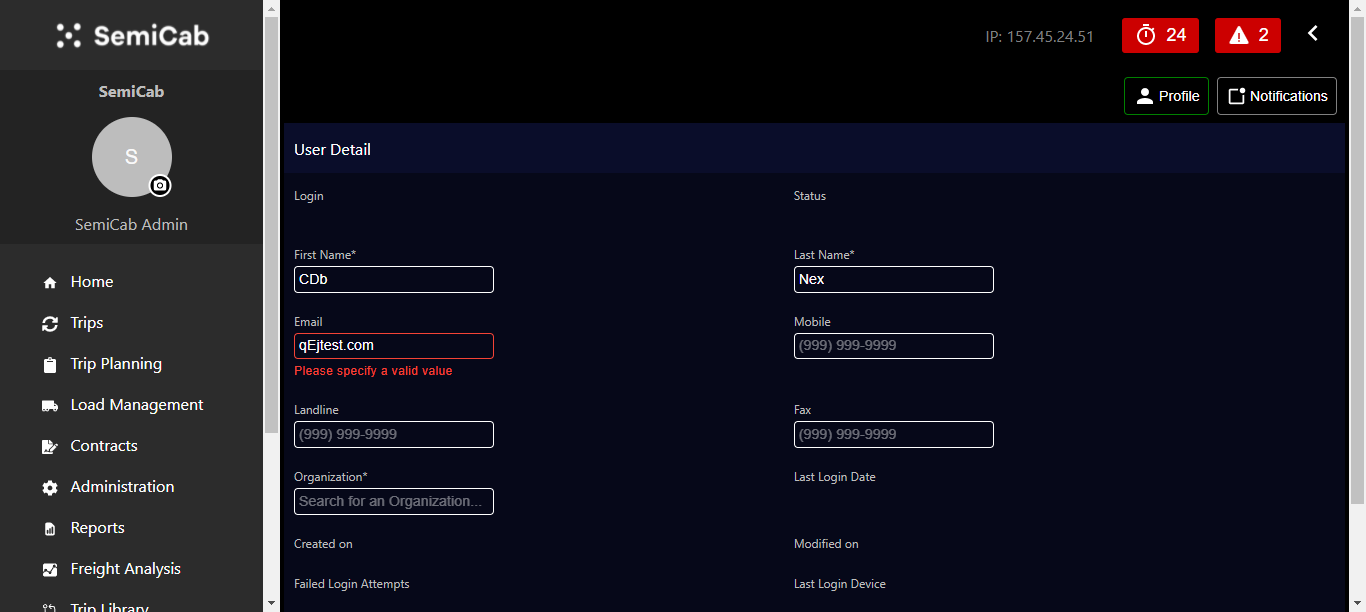 SemiCab
SemiCab
S
SemiCab Admin
Home
Trips
Trip Planning
Load Management
Contracts
Administration
Reports
Freight Analysis
Trip Library
IP: 157.45.24.51
24
2
Profile
Notifications
User Detail
Login
Status
First Name*
Last Name*
CDb
Nex
Email
Mobile
qEjtest.com
(999) 999-9999
Please specify a valid value
Landline
Fax
(999) 999-9999
(999) 999-9999
Organization*
Last Login Date
Search for an Organization...
Created on
Modified on
Failed Login Attempts
Last Login Device